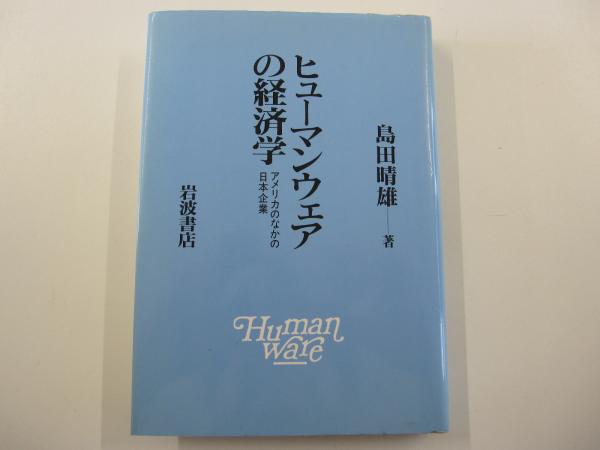 島田晴雄──著
ヒューマンウェア
の経済学
アメリカのなかの
日本企業
岩波書店
Human
Ware